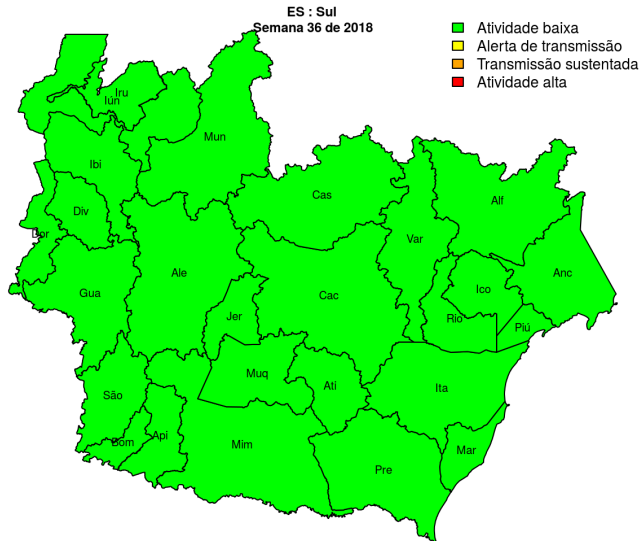 ES : Sul
Semana 36 de 2018
Atividade baixa
Alerta de transmissão
Transmissão sustentada
Atividade alta
Iru
Iún
Mun
Ibi
Cas
Alf
Div
Dor
Var
Ale
Anc
Gua
Cac
Ico
Jer
Rio
Piú
Muq
Ati
Ita
São
Bom
Api
Mim
Mar
Pre